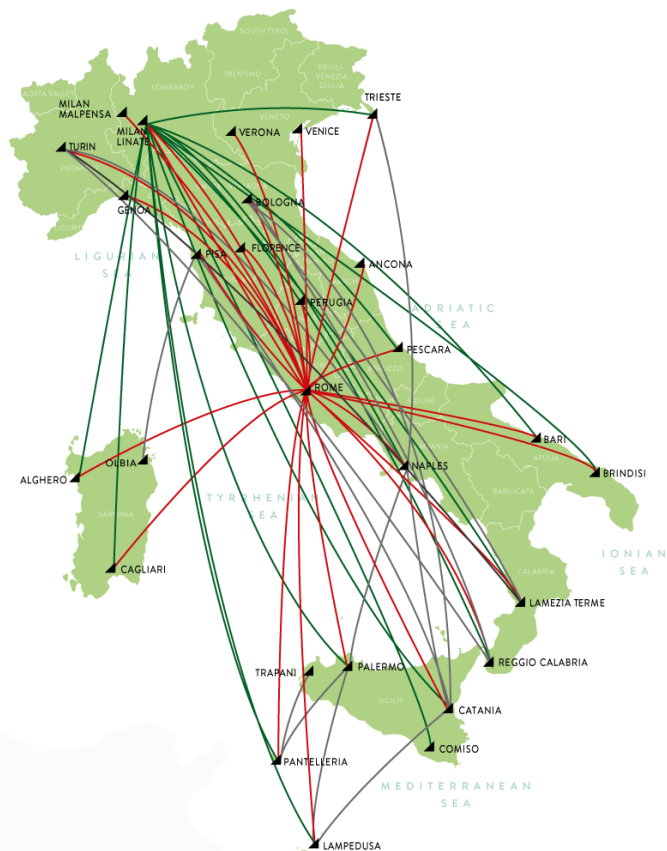 SOUTH TYROL
FRIULI-
VENEZIA
GIULIA
TRENTINO
AOSTA VALLEY
LOMBARDY
VENETO
TRIESTE
MILAN
MALPENSA
MILAN
LINATE
VERONA
VENICE
TURIN
GENOA
BOLOGNA
LIGURIAN
SEA
PISA
FLORENCE
ANCONA
PERUGIA
ADRIATIC
SEA
PESCARA
ABRUZZO
ROME
MOLISE
BARI
APULIA
NAPLES
BRINDISI
BASILICATA
ALGHERO
OLBIA
SARDINIA
TYRRHENIAN
SEA
IONIAN
SEA
CAGLIARI
CALABRIA
LAMEZIA TERME
REGGIO CALABRIA
TRAPANI
PALERMO
SICILY
CATANIA
COMISO
PANTELLERIA
MEDITERRANEAN
SEA
LAMPEDUSA